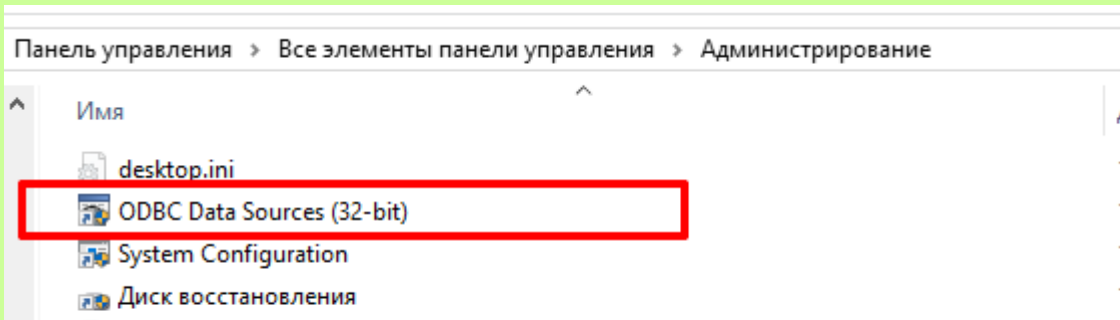 Панель управления > Все элементы панели управления > Администрирование
Имя
desktop.ini
ODBC Data Sources (32-bit)
System Configuration
Диск восстановления